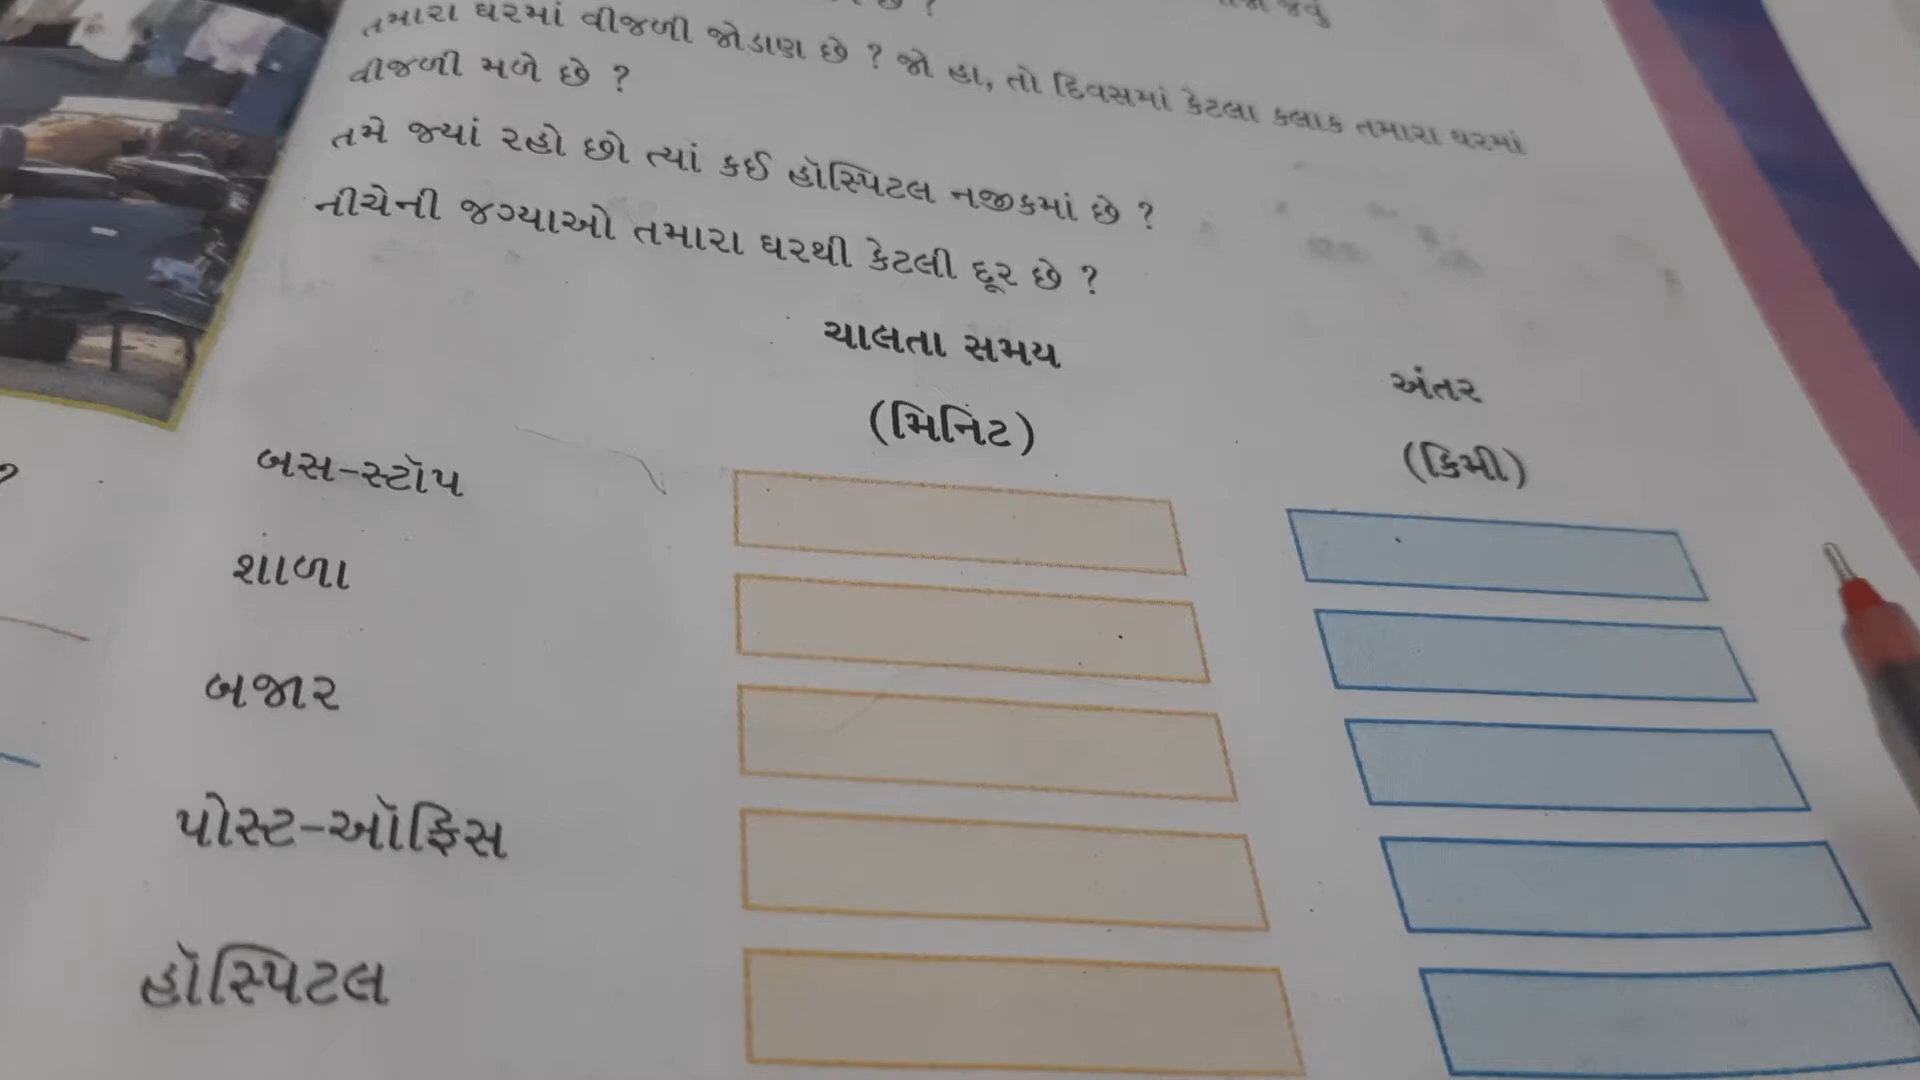 તમારા ઘરમાં વીજળી જોડાણ છે ? જો હા, તો દિવસમાં કેટલા કલાક તમારા ઘરમાં
વીજળી મળે છે ?
તમે જ્યાં રહો છો ત્યાં કઈ હૉસ્પિટલ નજીકમાં છે ?
નીચેની જગ્યાઓ તમારા ઘરથી કેટલી દૂર છે ?
ચાલતા સમય અંતર
(મિનિટ) (કિમી)
બસ-સ્ટૉપ
શાળા
બજાર
પોસ્ટ-ઑફિસ
હૉસ્પિટલ